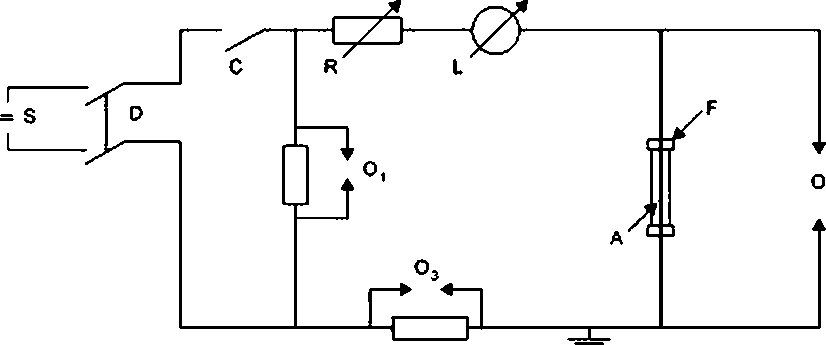 C
R
L
= S
D
F
O₁
O
A
O₃